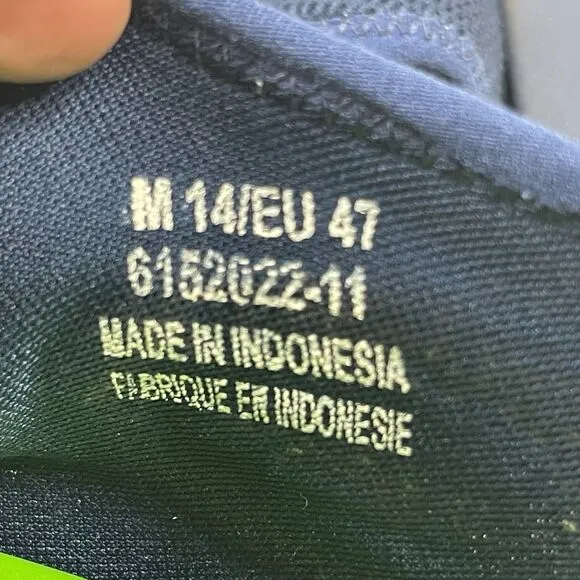 M 14/EU 47
6152022-11
MADE IN INDONESIA
FABRIQUE EN INDONESIE